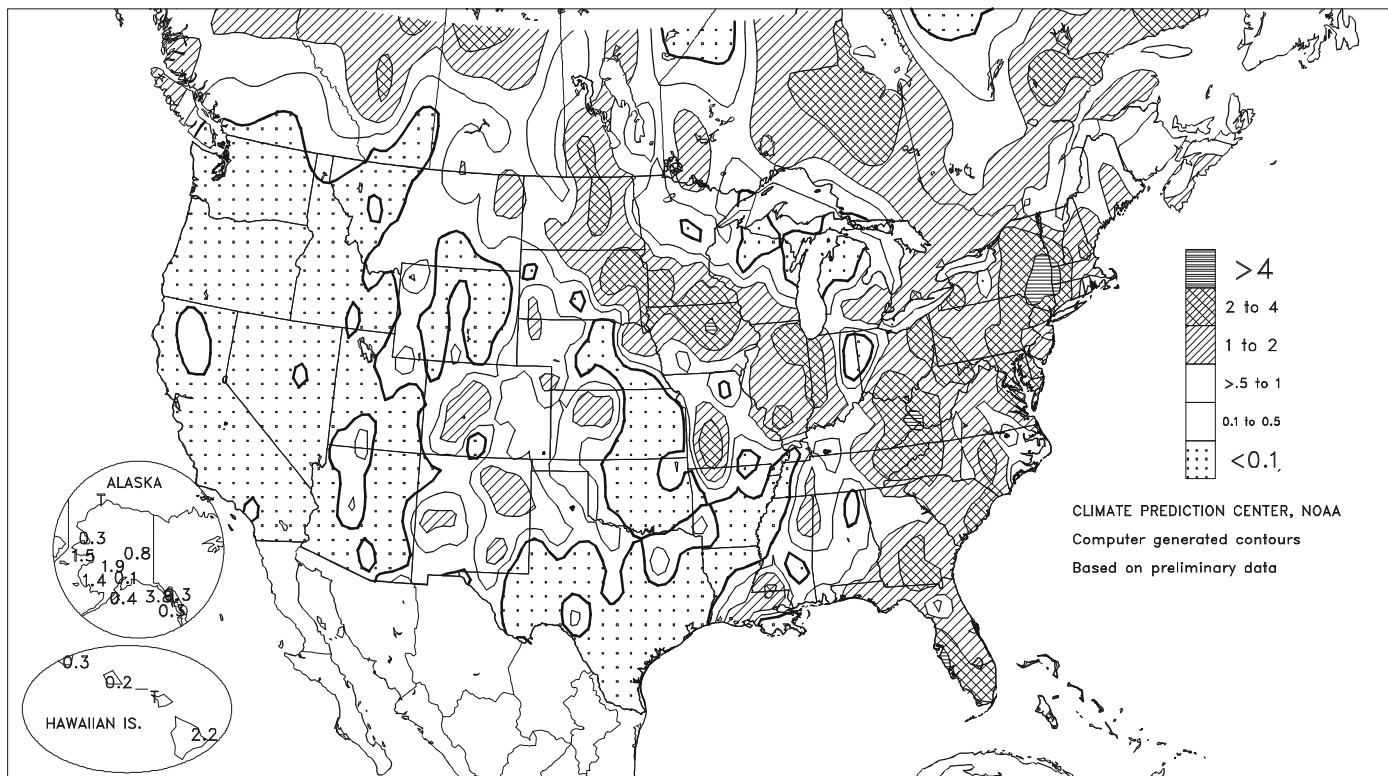 >4
2 to 4
1 to 2
>.5 to 1
0.1 to 0.5
<0.1
CLIMATE PREDICTION CENTER, NOAA
Computer generated contours
Based on preliminary data
ALASKA
T
0.3
1.5
0.8
1.9
1.4
0.1
0.4
0.3
0.2
T
HAWAIIAN IS.
2.2